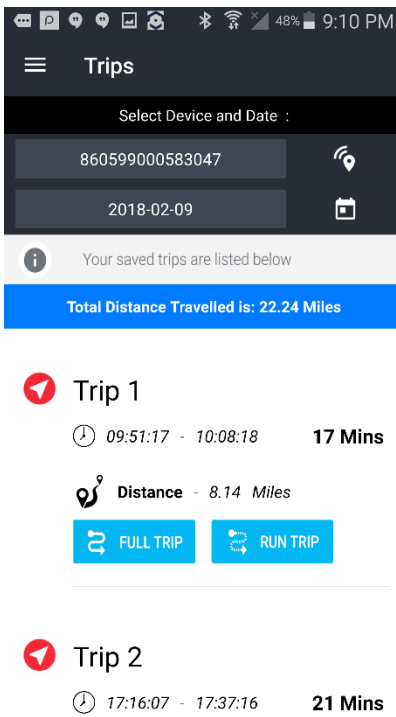 48% 9:10 PM
Trips
Select Device and Date :
860599000583047
2018-02-09
Your saved trips are listed below
Total Distance Travelled is: 22.24 Miles
Trip 1
09:51:17 - 10:08:18 17 Mins
Distance - 8.14 Miles
FULL TRIP RUN TRIP
Trip 2
17:16:07 - 17:37:16 21 Mins